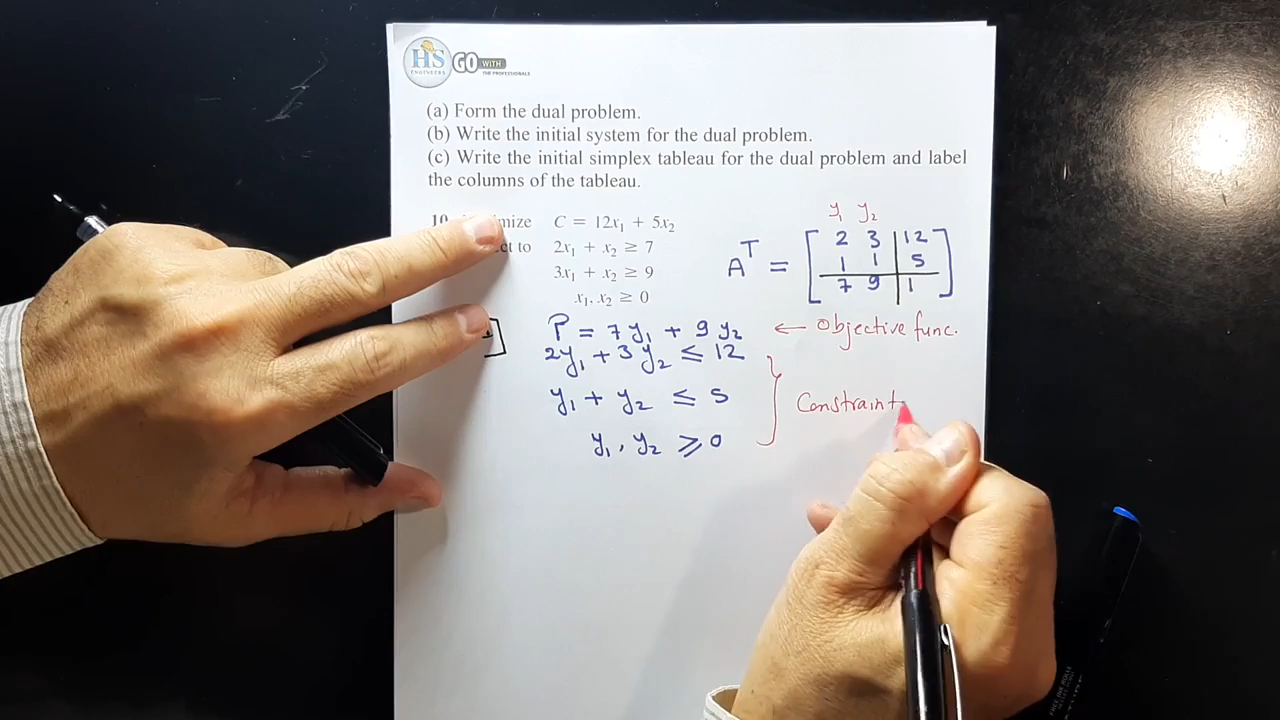 HS
ENGINEERS
GO WITH
THE PROFESSIONALS
(a) Form the dual problem.
(b) Write the initial system for the dual problem.
(c) Write the initial simplex tableau for the dual problem and label
the columns of the tableau.
C = 12x₁ + 5x₂
2x₁ + x₂ ≥ 7
3x₁ + x₂ ≥ 9
x₁, x₂ ≥ 0
y₁ y₂
2 3 | 12
Aᵀ = 1 1 | 5
7 9 | 1
P = 7y₁ + 9y₂ ← Objective func.
2y₁ + 3y₂ ≤ 12
y₁ + y₂ ≤ 5
Constraint
y₁, y₂ ≥ 0